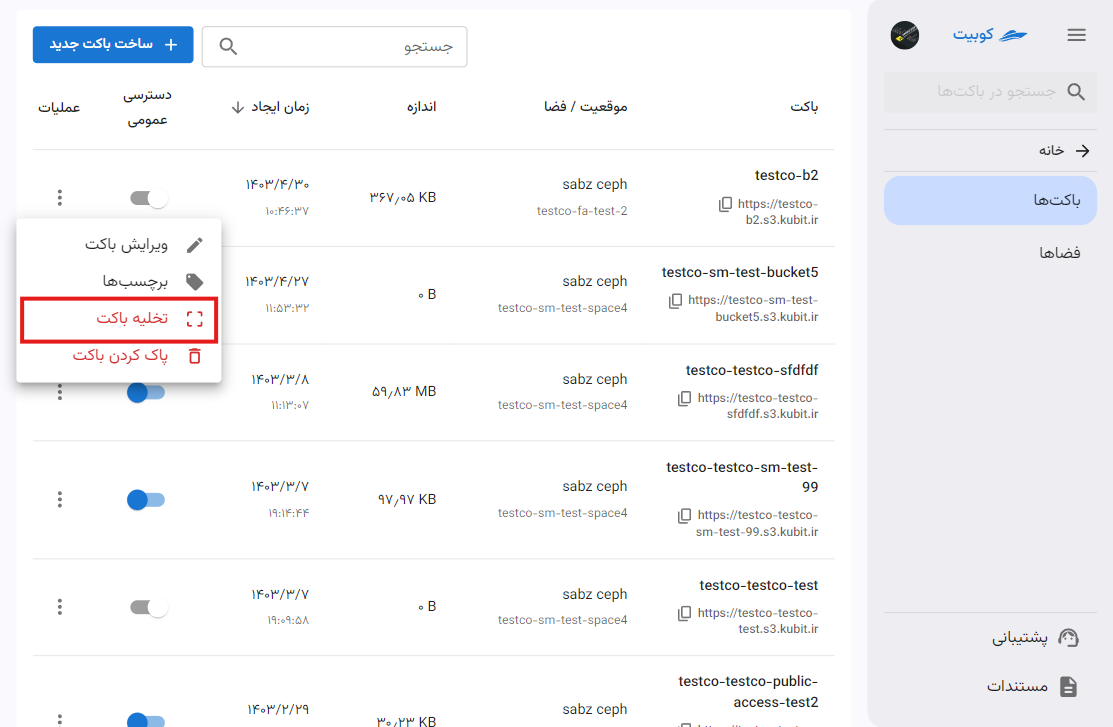 کوبیت
جستجو در باکت‌ها
خانه
باکت‌ها
فضاها
پشتیبانی
مستندات
جستجو
ساخت باکت جدید
باکت
موقعیت / فضا
اندازه
زمان ایجاد
دسترسی
عمومی
عملیات
testco-b2
https://testco-
b2.s3.kubit.ir
sabz ceph
testco-fa-test-2
۳۶۷٫۰۵ KB
۱۴۰۳/۴/۳۰
۱۰:۴۶:۳۷
ویرایش باکت
برچسب‌ها
تخلیه باکت
پاک کردن باکت
testco-sm-test-bucket5
https://testco-sm-test-
bucket5.s3.kubit.ir
sabz ceph
testco-sm-test-space4
۰ B
۱۴۰۳/۴/۲۷
۱۱:۵۳:۳۲
testco-testco-sfdfdf
https://testco-testco-
sfdfdf.s3.kubit.ir
sabz ceph
testco-sm-test-space4
۵۹٫۸۳ MB
۱۴۰۳/۳/۸
۱۱:۱۳:۰۷
testco-testco-sm-test-
99
https://testco-testco-
sm-test-99.s3.kubit.ir
sabz ceph
testco-sm-test-space4
۹۷٫۹۷ KB
۱۴۰۳/۳/۷
۱۹:۱۴:۴۴
testco-testco-test
https://testco-testco-
test.s3.kubit.ir
sabz ceph
testco-sm-test-space4
۰ B
۱۴۰۳/۳/۷
۱۹:۰۹:۵۸
testco-testco-public-
access-test2
sabz ceph
۳۰٫۲۳ KB
۱۴۰۳/۲/۲۹